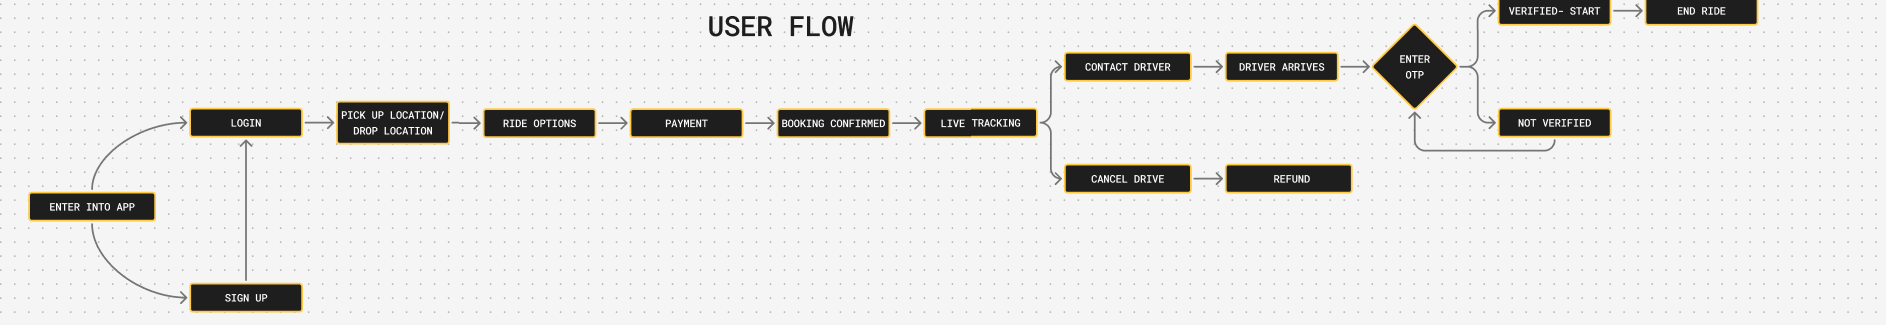 USER FLOW
VERIFIED- START
END RIDE
CONTACT DRIVER
DRIVER ARRIVES
ENTER
OTP
LOGIN
PICK UP LOCATION/
DROP LOCATION
RIDE OPTIONS
PAYMENT
BOOKING CONFIRMED
LIVE TRACKING
NOT VERIFIED
CANCEL DRIVE
REFUND
ENTER INTO APP
SIGN UP